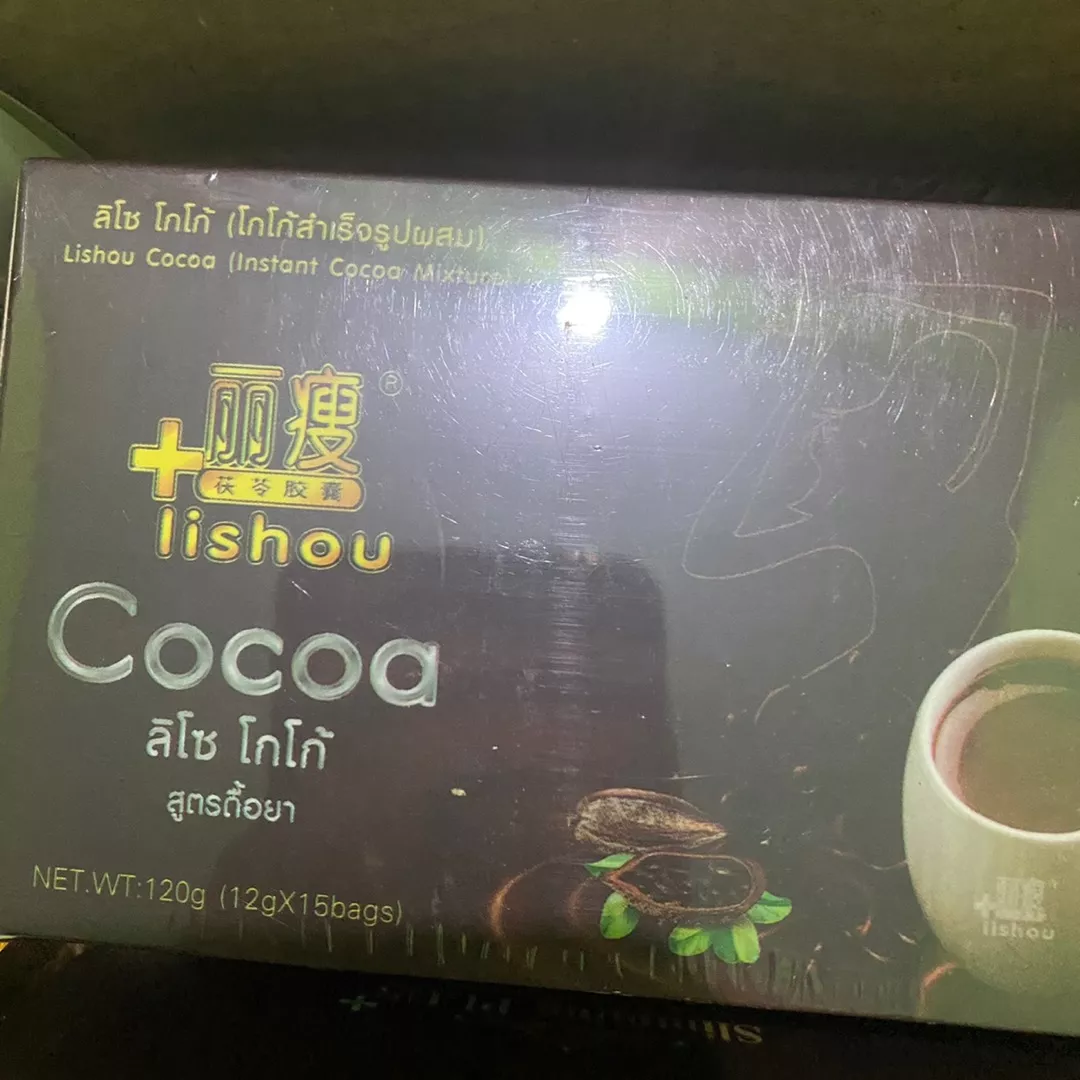 ลิโซ โกโก้ (โกโก้สำเร็จรูปผสม)
Lishou Cocoa (Instant Cocoa Mixture)
丽瘦®
茯苓胶囊
lishou
Cocoa
ลิโซ โกโก้
สูตรดื้อยา
NET.WT:120g (12gX15bags)
lishou